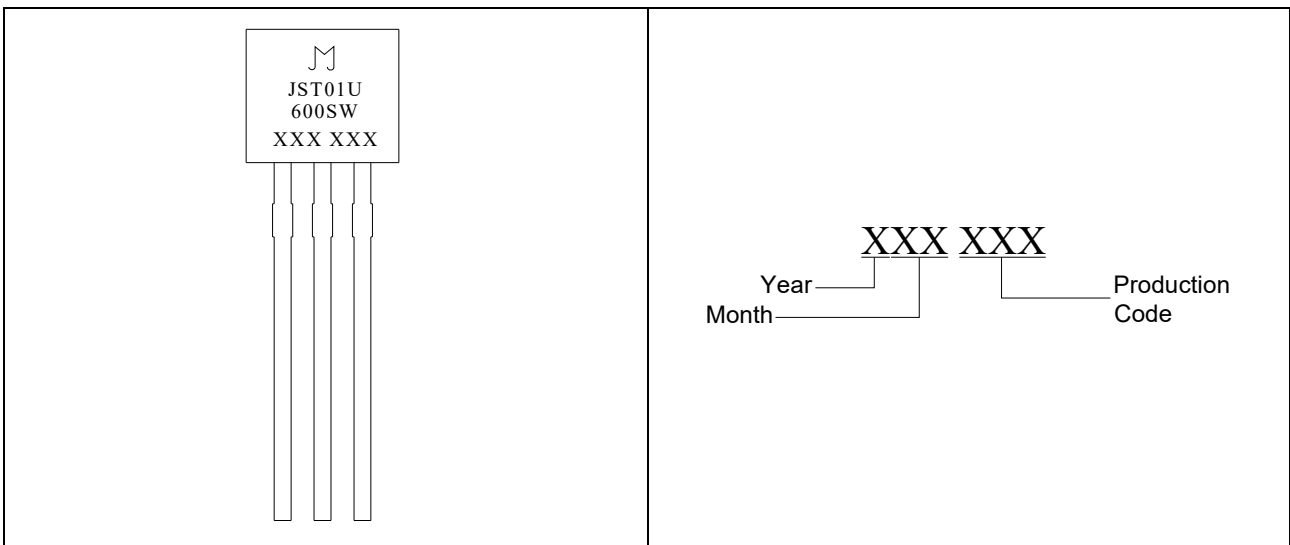 JST01U
600SW
XXX XXX
XXX XXX
Year
Month
Production
Code